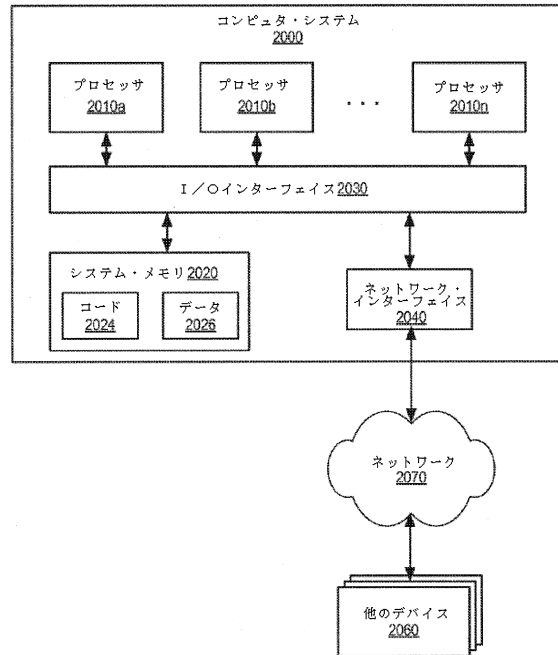 コンピュタ・システム
2000
プロセッサ
2010a
プロセッサ
2010b
...
プロセッサ
2010n
I/Oインターフェイス2030
システム・メモリ2020
コード
2024
データ
2026
ネットワーク・
インターフェイス
2040
ネットワーク
2070
他のデバイス
2060